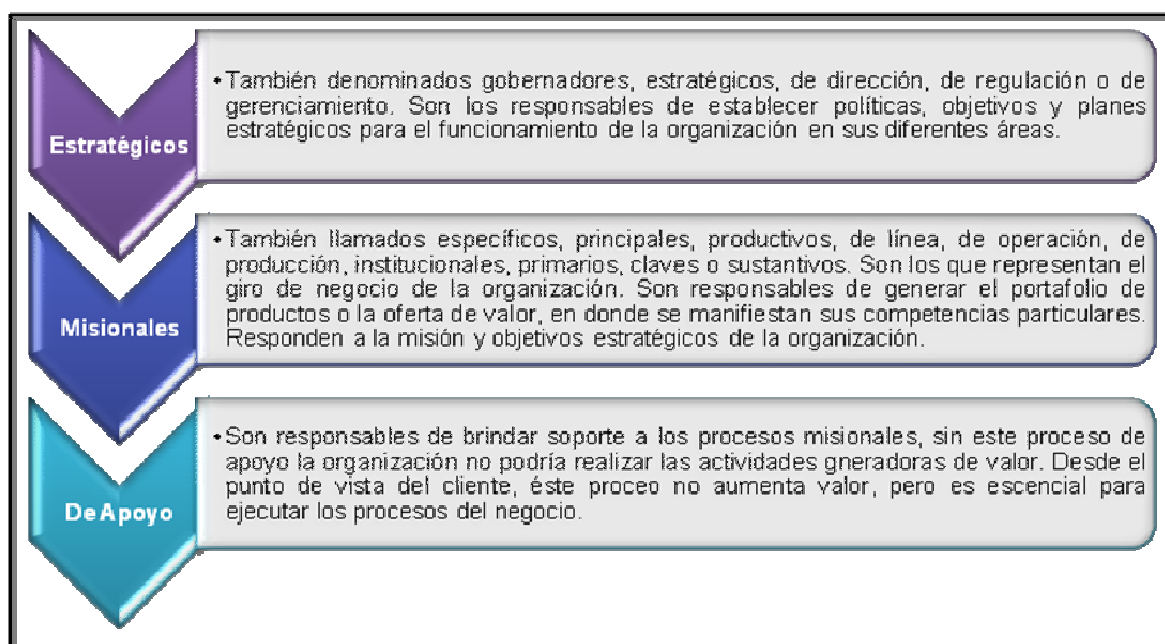 Estratégicos
•También denominados gobernadores, estratégicos, de dirección, de regulación o de
gerenciamiento. Son los responsables de establecer políticas, objetivos y planes
estratégicos para el funcionamiento de la organización en sus diferentes áreas.
Misionales
•También llamados específicos, principales, productivos, de línea, de operación, de
producción, institucionales, primarios, claves o sustantivos. Son los que representan el
giro de negocio de la organización. Son responsables de generar el portafolio de
productos o la oferta de valor, en donde se manifiestan sus competencias particulares.
Responden a la misión y objetivos estratégicos de la organización.
De Apoyo
•Son responsables de brindar soporte a los procesos misionales, sin este proceso de
apoyo la organización no podría realizar las actividades gneradoras de valor. Desde el
punto de vista del cliente, éste proceo no aumenta valor, pero es escencial para
ejecutar los procesos del negocio.